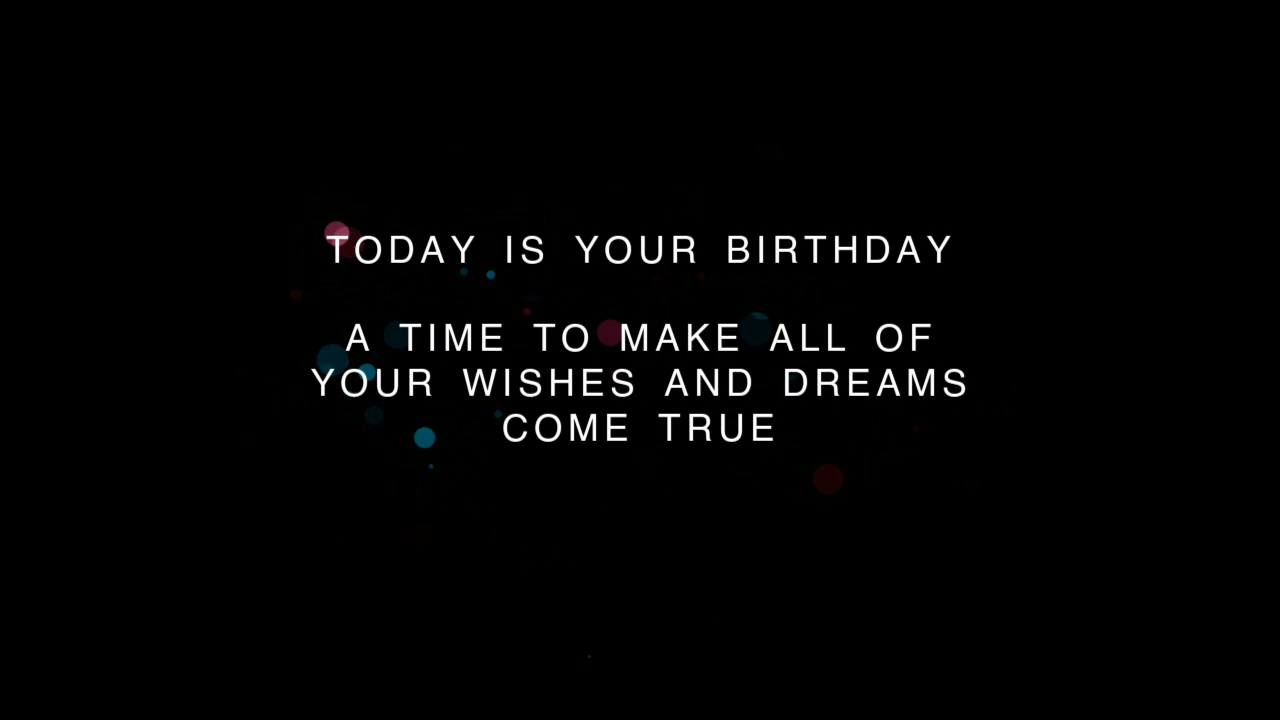 TODAY IS YOUR BIRTHDAY
A TIME TO MAKE ALL OF
YOUR WISHES AND DREAMS
COME TRUE